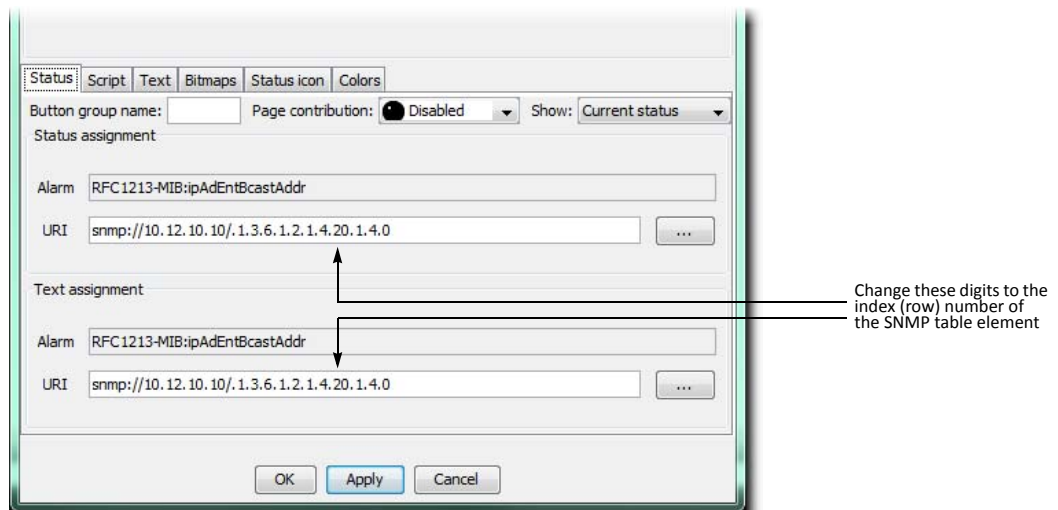 Status Script Text Bitmaps Status icon Colors
Button group name: Page contribution: Disabled Show: Current status
Status assignment
Alarm RFC1213-MIB:ipAdEntBcastAddr
URI snmp://10.12.10.10/.1.3.6.1.2.1.4.20.1.4.0 ...
Text assignment
Alarm RFC1213-MIB:ipAdEntBcastAddr
URI snmp://10.12.10.10/.1.3.6.1.2.1.4.20.1.4.0 ...
OK Apply Cancel
Change these digits to the
index (row) number of
the SNMP table element